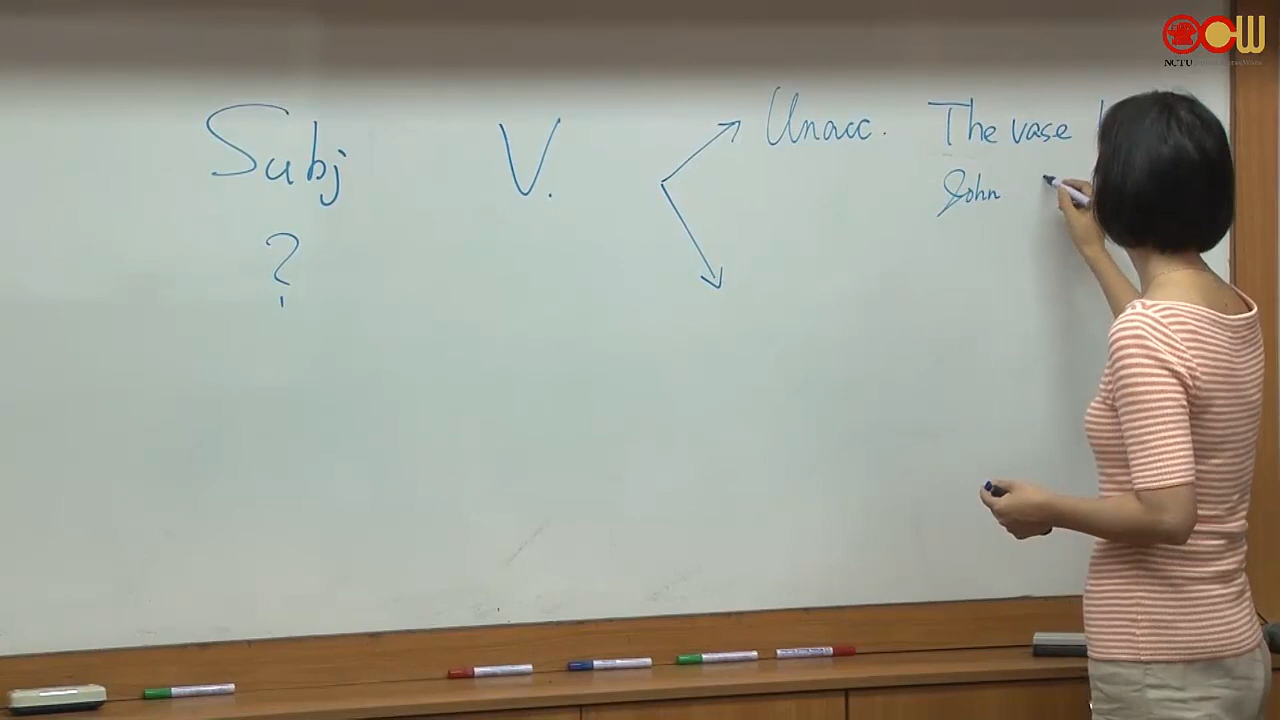 Subj V. Unacc. The vase
John
?
NCTU
OCW